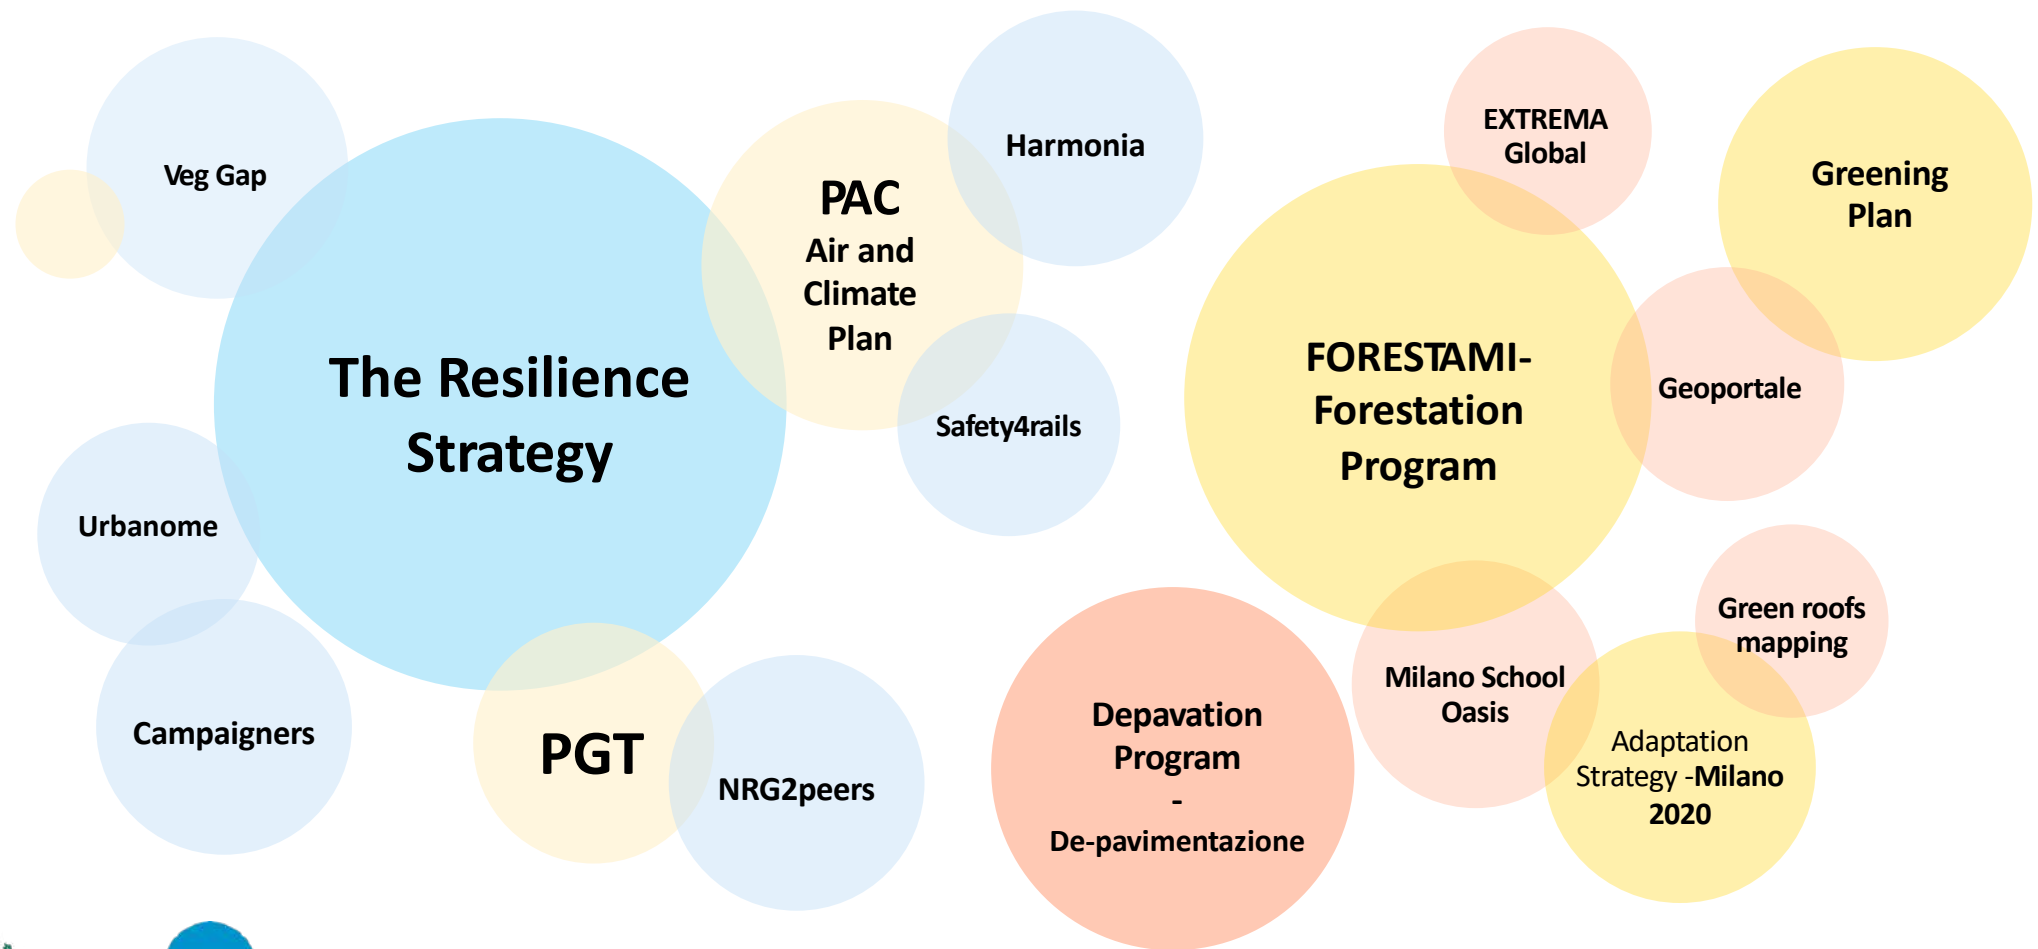 Veg Gap
The Resilience
Strategy
Urbanome
Campaigners
PAC
Air and
Climate
Plan
Harmonia
Safety4rails
PGT
NRG2peers
EXTREMA
Global
Greening
Plan
FORESTAMI-
Forestation
Program
Geoportale
Green roofs
mapping
Milano School
Oasis
Adaptation
Strategy -Milano
2020
Depavation
Program
-
De-pavimentazione